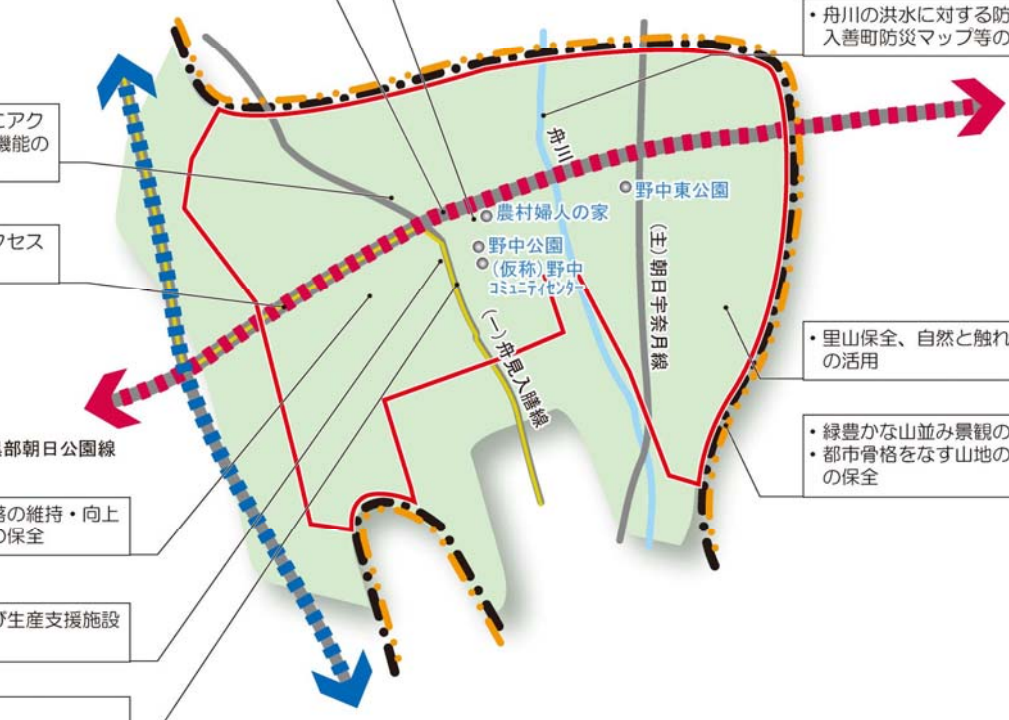 ・舟川の洪水に対する防
入善町防災マップ等の
にアク
機能の
舟川
野中東公園
農村婦人の家
クセス
野中公園
(仮称)野中
コミュニティセンター
(主)朝日宇奈月線
(一)舟見入膳線
・里山保全、自然と触れ
の活用
部朝日公園線
・緑豊かな山並み景観の
・都市骨格をなす山地の
の保全
の維持・向上
の保全
生産支援施設